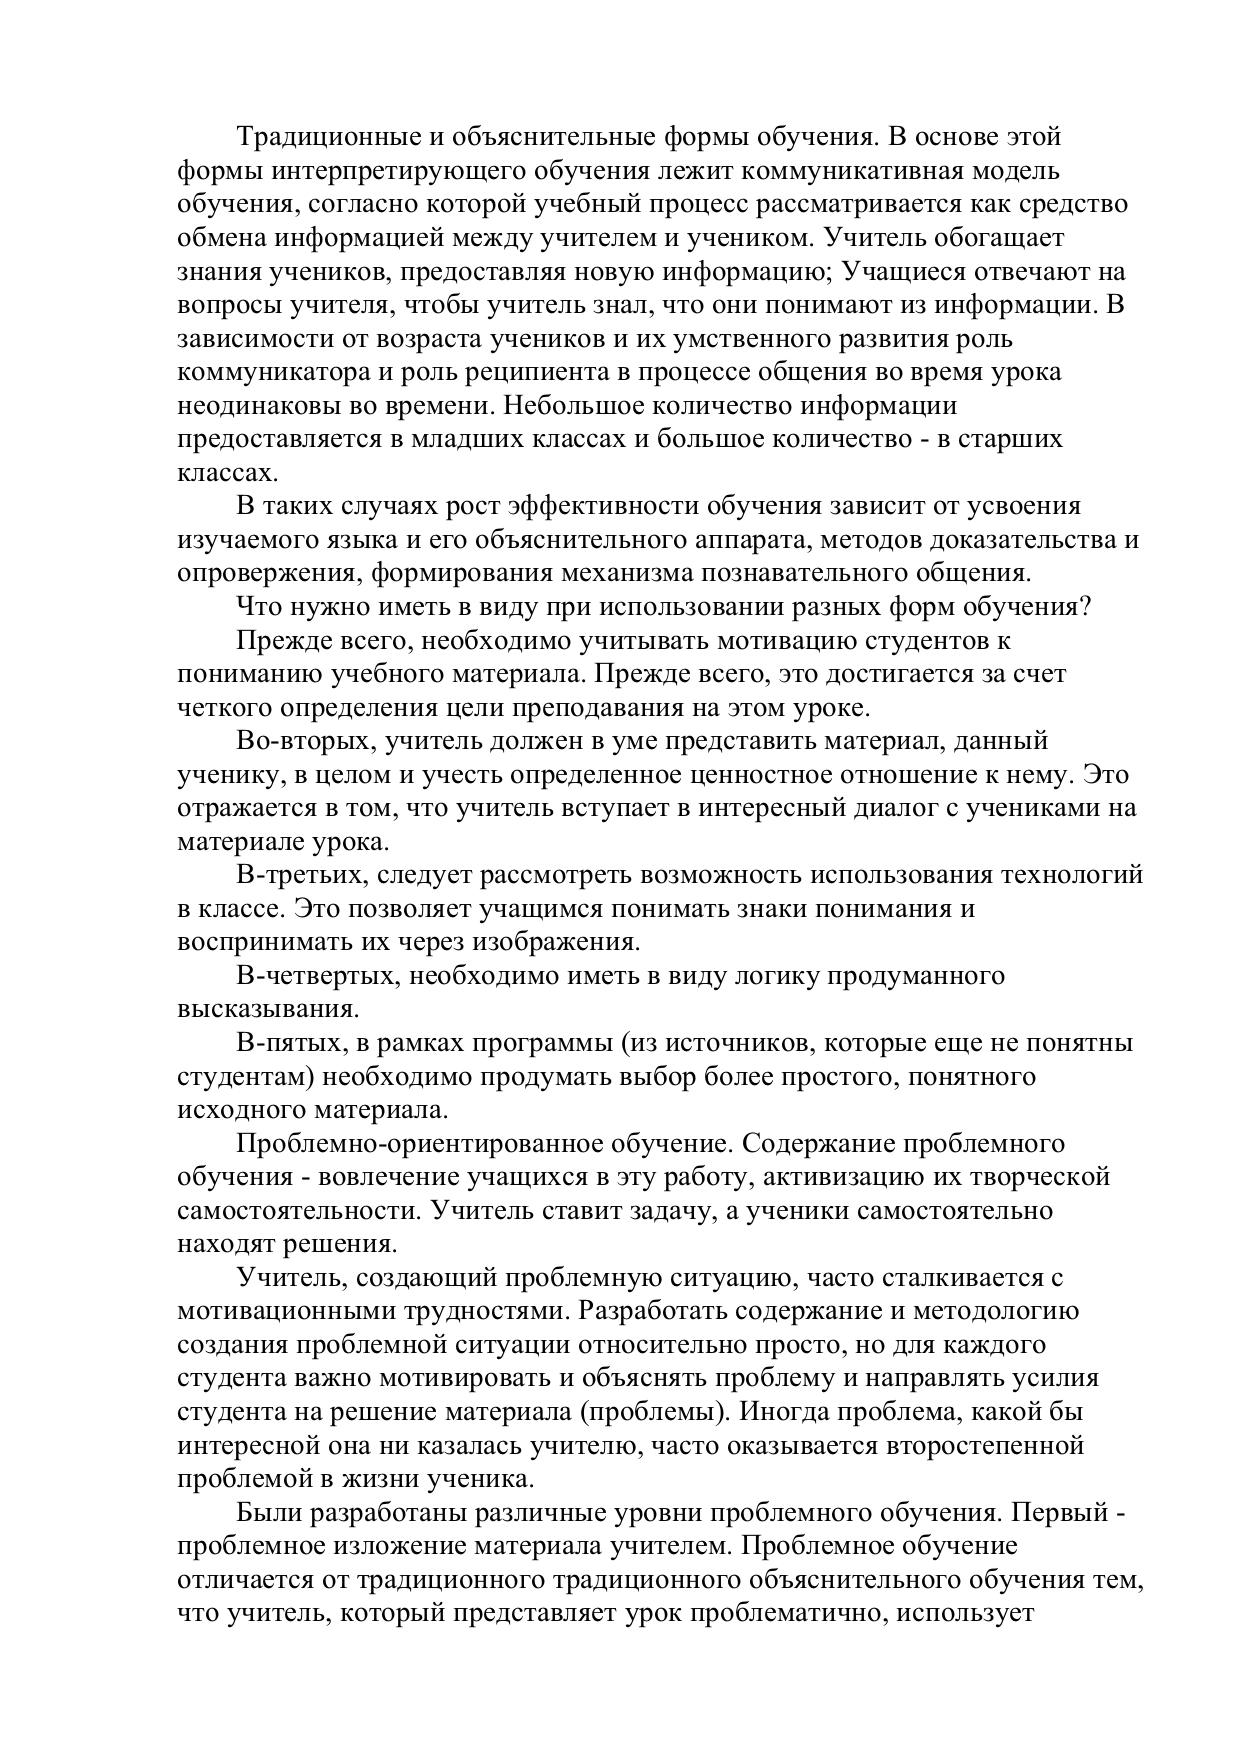 Традиционные и объяснительные формы обучения. В основе этой
формы интерпретирующего обучения лежит коммуникативная модель
обучения, согласно которой учебный процесс рассматривается как средство
обмена информацией между учителем и учеником. Учитель обогащает
знания учеников, предоставляя новую информацию; Учащиеся отвечают на
вопросы учителя, чтобы учитель знал, что они понимают из информации. В
зависимости от возраста учеников и их умственного развития роль
коммуникатора и роль реципиента в процессе общения во время урока
неодинаковы во времени. Небольшое количество информации
предоставляется в младших классах и большое количество - в старших
классах.
В таких случаях рост эффективности обучения зависит от усвоения
изучаемого языка и его объяснительного аппарата, методов доказательства и
опровержения, формирования механизма познавательного общения.
Что нужно иметь в виду при использовании разных форм обучения?
Прежде всего, необходимо учитывать мотивацию студентов к
пониманию учебного материала. Прежде всего, это достигается за счет
четкого определения цели преподавания на этом уроке.
Во-вторых, учитель должен в уме представить материал, данный
ученику, в целом и учесть определенное ценностное отношение к нему. Это
отражается в том, что учитель вступает в интересный диалог с учениками на
материале урока.
В-третьих, следует рассмотреть возможность использования технологий
в классе. Это позволяет учащимся понимать знаки понимания и
воспринимать их через изображения.
В-четвертых, необходимо иметь в виду логику продуманного
высказывания.
В-пятых, в рамках программы (из источников, которые еще не понятны
студентам) необходимо продумать выбор более простого, понятного
исходного материала.
Проблемно-ориентированное обучение. Содержание проблемного
обучения - вовлечение учащихся в эту работу, активизацию их творческой
самостоятельности. Учитель ставит задачу, а ученики самостоятельно
находят решения.
Учитель, создающий проблемную ситуацию, часто сталкивается с
мотивационными трудностями. Разработать содержание и методологию
создания проблемной ситуации относительно просто, но для каждого
студента важно мотивировать и объяснять проблему и направлять усилия
студента на решение материала (проблемы). Иногда проблема, какой бы
интересной она ни казалась учителю, часто оказывается второстепенной
проблемой в жизни ученика.
Были разработаны различные уровни проблемного обучения. Первый -
проблемное изложение материала учителем. Проблемное обучение
отличается от традиционного традиционного объяснительного обучения тем,
что учитель, который представляет урок проблематично, использует